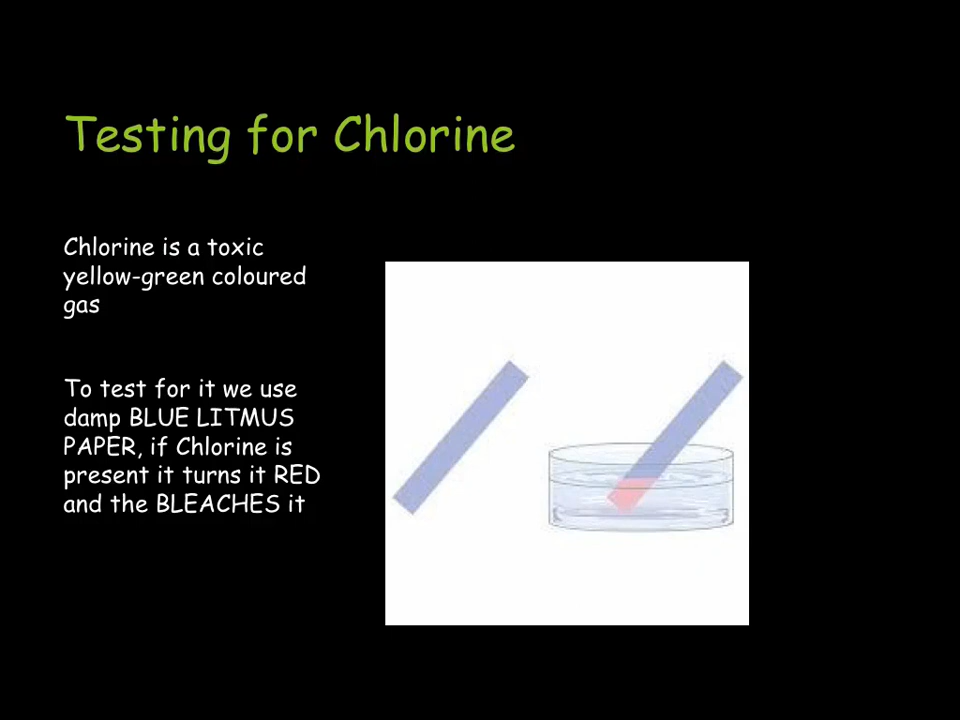 Testing for Chlorine
Chlorine is a toxic
yellow-green coloured
gas
To test for it we use
damp BLUE LITMUS
PAPER, if Chlorine is
present it turns it RED
and the BLEACHES it